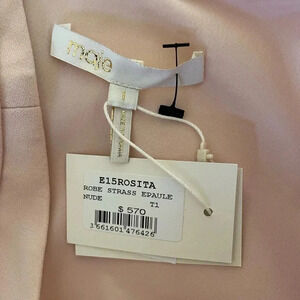 maje
E15ROSITA
ROBE STRASS EPAULE
NUDE T1
$ 570
3661601476426